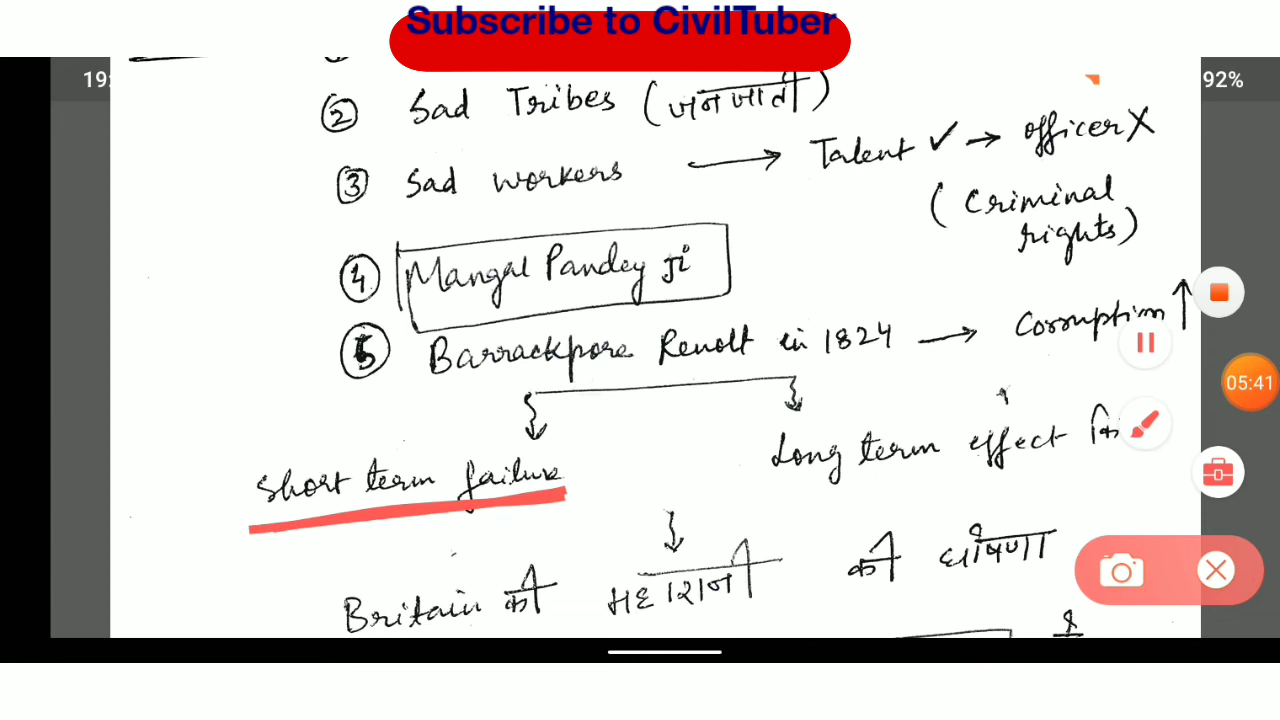 Subscribe to CivilTuber
19:
92%
② Sad Tribes (जनजाती)
③ Sad workers → Talent ✓ → officer X
(Criminal rights)
④ Mangal Pandey Ji
⑤ Barrackpore Revolt in 1824 → Corruption ↑
05:41
Short term failure
Long term effect
Britain की महारानी की घोषणा